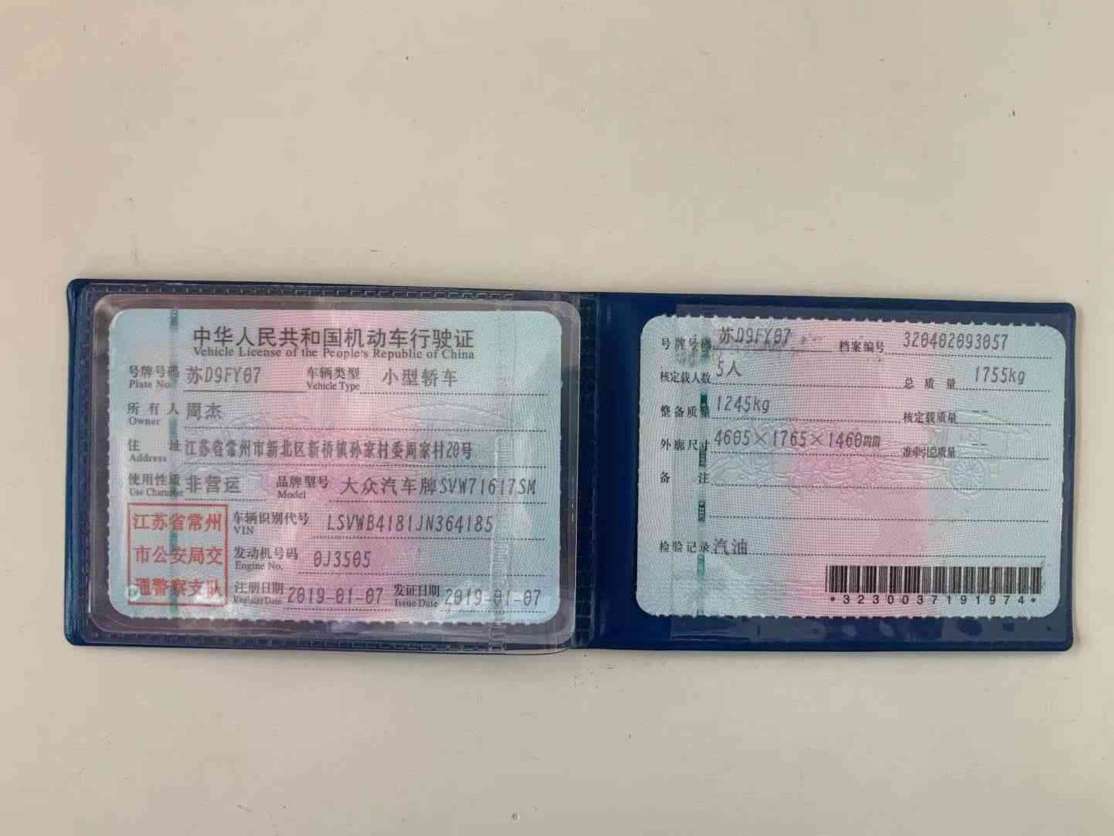 中华人民共和国机动车行驶证
Vehicle License of the People's Republic of China
号牌号码 苏D9FY07 车辆类型 小型轿车
Plate No. Vehicle Type
所有人 周杰
Owner
住址 江苏省常州市新北区新桥镇孙家村委周家村20号
Address
使用性质 非营运 品牌型号 大众汽车牌SVW71617SM
Use Character Model
江苏省常州
市公安局交
通警察支队
车辆识别代号 LSVWB4181JN364185
VIN
发动机号码 0J3505
Engine No.
注册日期 2019-01-07 发证日期 2019-01-07
Register Date Issue Date
号牌号码 苏D9FY07 档案编号 320402093057
核定载人数 5人 总质量 1755kg
整备质量 1245kg 核定载质量 --
外廓尺寸 4605×1765×1460mm 准牵引总质量 --
备注
检验记录 汽油
*3230037191974*